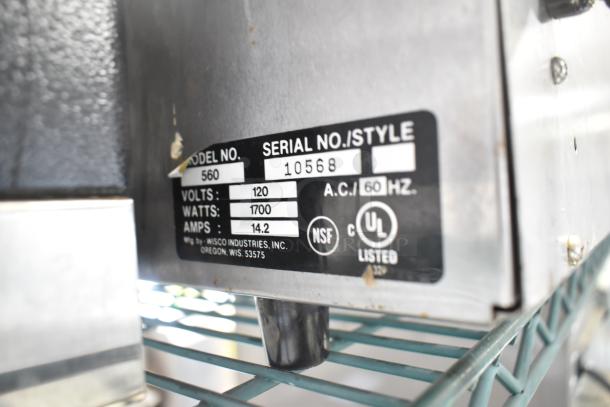 MODEL NO. SERIAL NO./STYLE
560 10568
VOLTS: 120 A.C./ 60 HZ.
WATTS: 1700
AMPS: 14.2
NSF C UL
Mfg. by - WISCO INDUSTRIES, INC. LISTED
OREGON, WIS. 53575